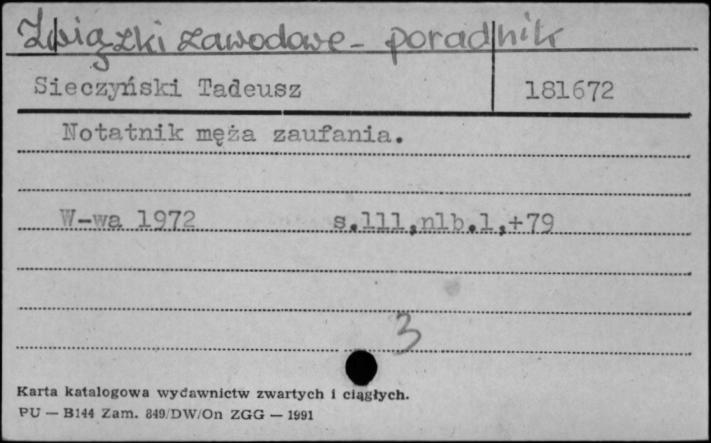 Związki zawodowe - poradnik
Sieczyński Tadeusz 181672
Notatnik męża zaufania.
W-wa 1972 s.111,nlb.1,+79
3
Karta katalogowa wydawnictw zwartych i ciągłych.
PU — B144 Zam. 849/DW/On ZGG — 1991